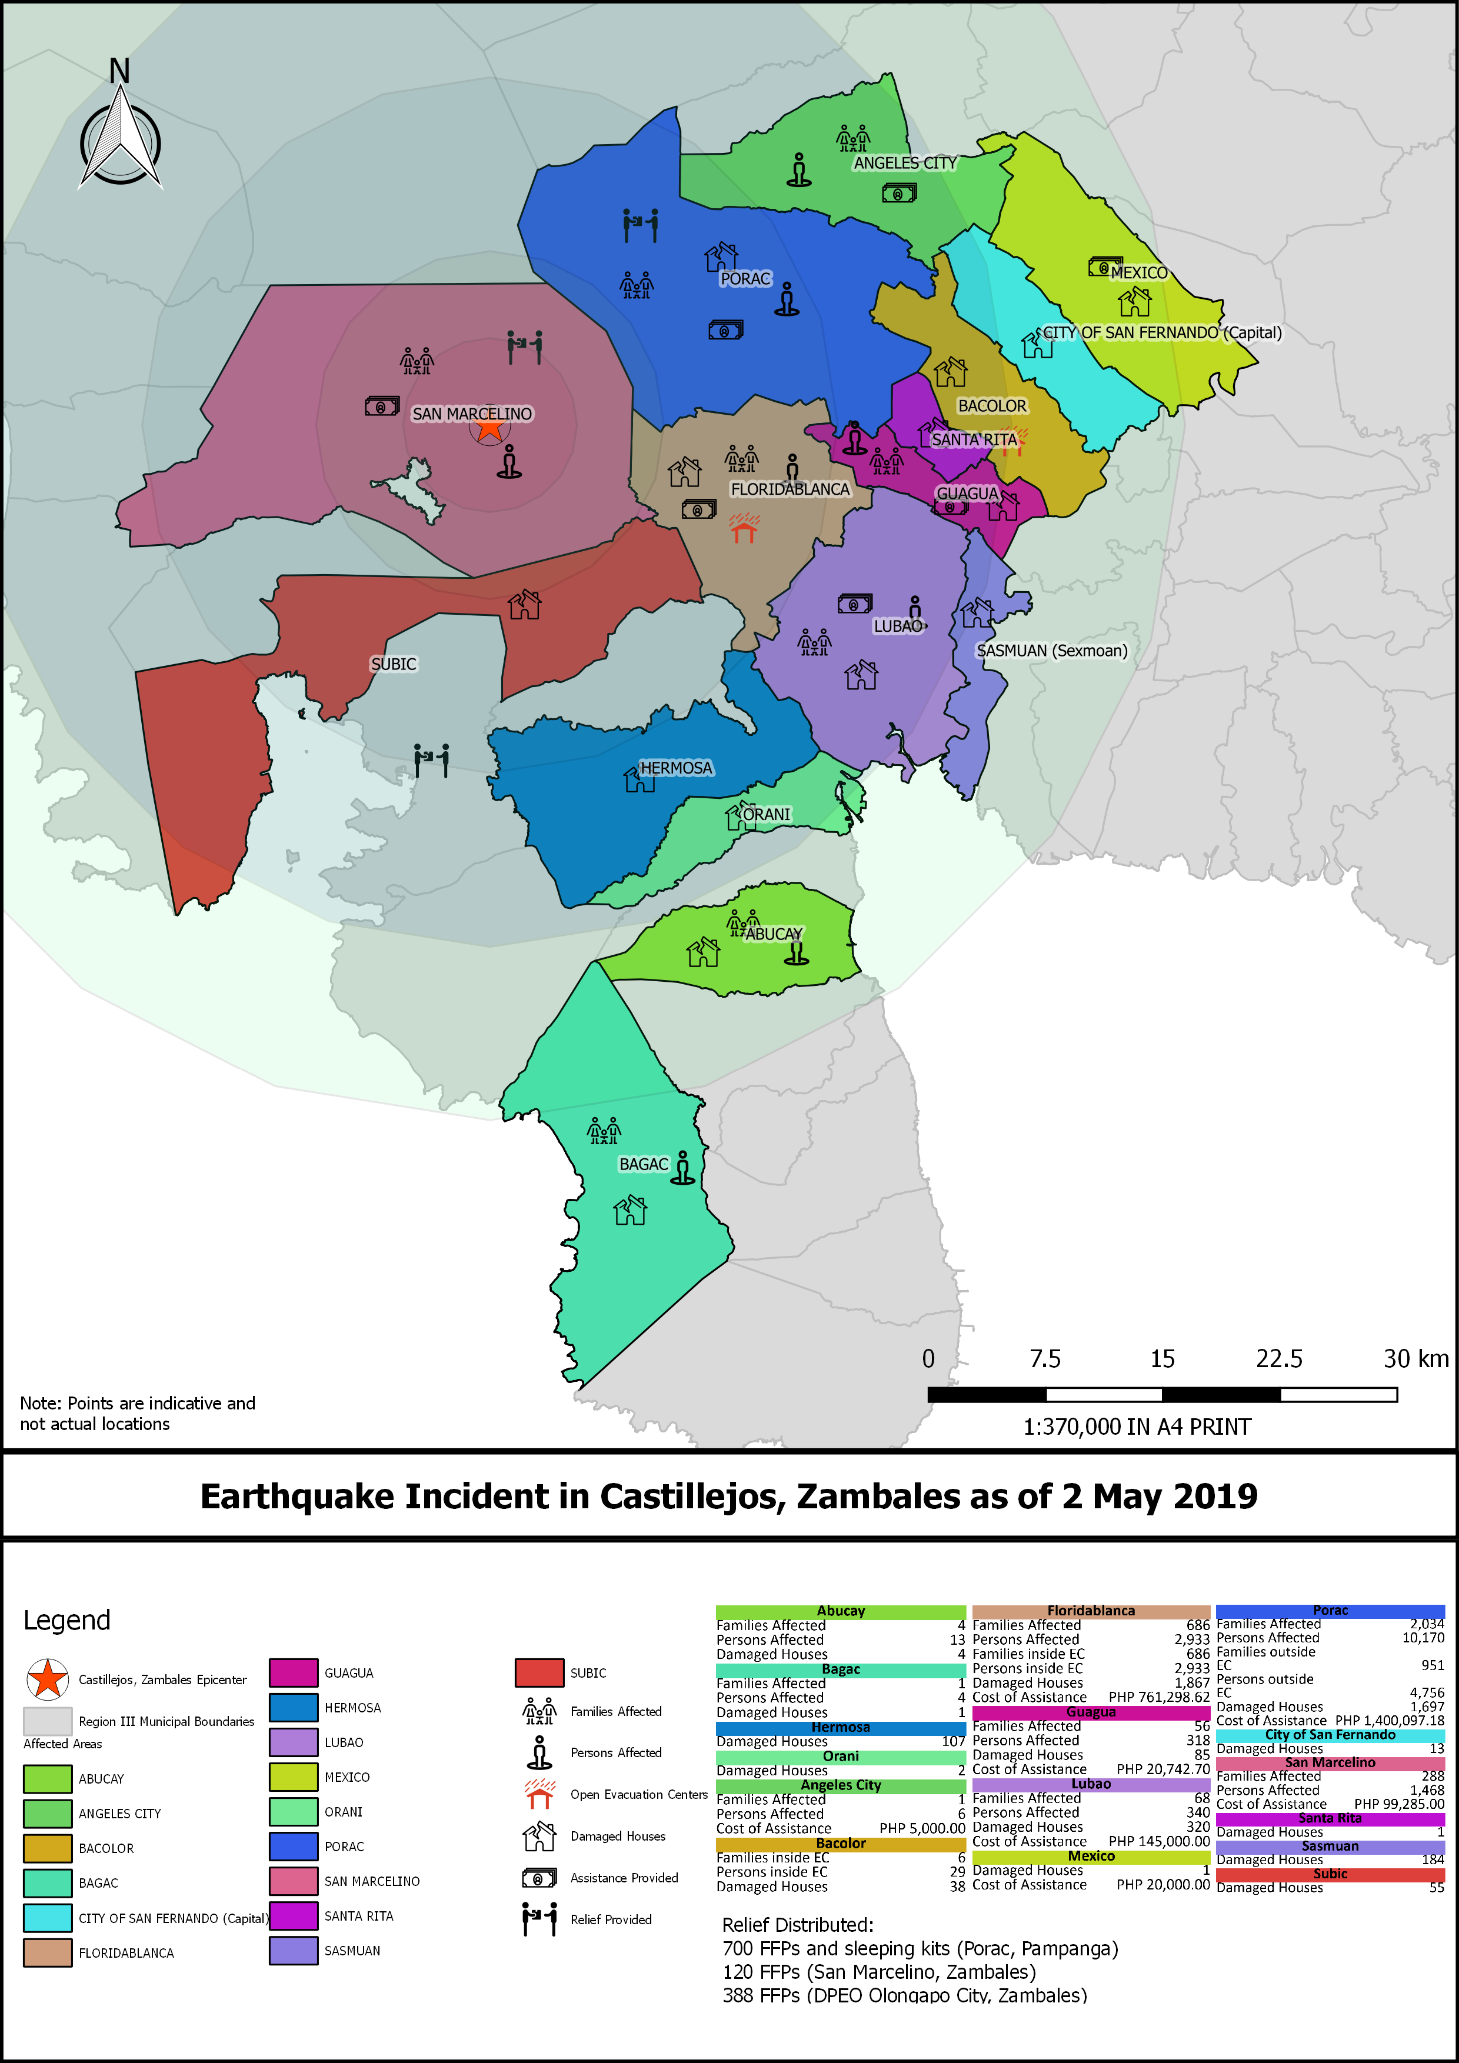 N
ANGELES CITY
MEXICO
PORAC
CITY OF SAN FERNANDO (Capital)
BACOLOR
SAN MARCELINO
SANTA RITA
FLORIDABLANCA
GUAGUA
LUBAO
SASMUAN (Sexmoan)
SUBIC
HERMOSA
ORANI
ABUCAY
BAGAC
0 7.5 15 22.5 30 km
1:370,000 IN A4 PRINT
Note: Points are indicative and
not actual locations
Earthquake Incident in Castillejos, Zambales as of 2 May 2019
Legend
Castillejos, Zambales Epicenter
Region III Municipal Boundaries
Affected Areas
ABUCAY
ANGELES CITY
BACOLOR
BAGAC
CITY OF SAN FERNANDO (Capital)
FLORIDABLANCA
GUAGUA
HERMOSA
LUBAO
MEXICO
ORANI
PORAC
SAN MARCELINO
SANTA RITA
SASMUAN
SUBIC
Families Affected
Persons Affected
Open Evacuation Centers
Damaged Houses
Assistance Provided
Relief Provided
Abucay
Families Affected 4
Persons Affected 13
Damaged Houses 4
Bagac
Families Affected 1
Persons Affected 4
Damaged Houses 1
Hermosa
Damaged Houses 107
Orani
Damaged Houses 2
Angeles City
Families Affected 1
Persons Affected 6
Cost of Assistance PHP 5,000.00
Bacolor
Families inside EC 6
Persons inside EC 29
Damaged Houses 38
Floridablanca
Families Affected 686
Persons Affected 2,933
Families inside EC 686
Persons inside EC 2,933
Damaged Houses 1,867
Cost of Assistance PHP 761,298.62
Guagua
Families Affected 56
Persons Affected 318
Damaged Houses 85
Cost of Assistance PHP 20,742.70
Lubao
Families Affected 68
Persons Affected 340
Damaged Houses 320
Cost of Assistance PHP 145,000.00
Mexico
Damaged Houses 1
Cost of Assistance PHP 20,000.00
Porac
Families Affected 2,034
Persons Affected 10,170
Families outside
EC 951
Persons outside
EC 4,756
Damaged Houses 1,697
Cost of Assistance PHP 1,400,097.18
City of San Fernando
Damaged Houses 13
San Marcelino
Families Affected 288
Persons Affected 1,468
Cost of Assistance PHP 99,285.00
Santa Rita
Damaged Houses 1
Sasmuan
Damaged Houses 184
Subic
Damaged Houses 55
Relief Distributed:
700 FFPs and sleeping kits (Porac, Pampanga)
120 FFPs (San Marcelino, Zambales)
388 FFPs (DPEO Olongapo City, Zambales)